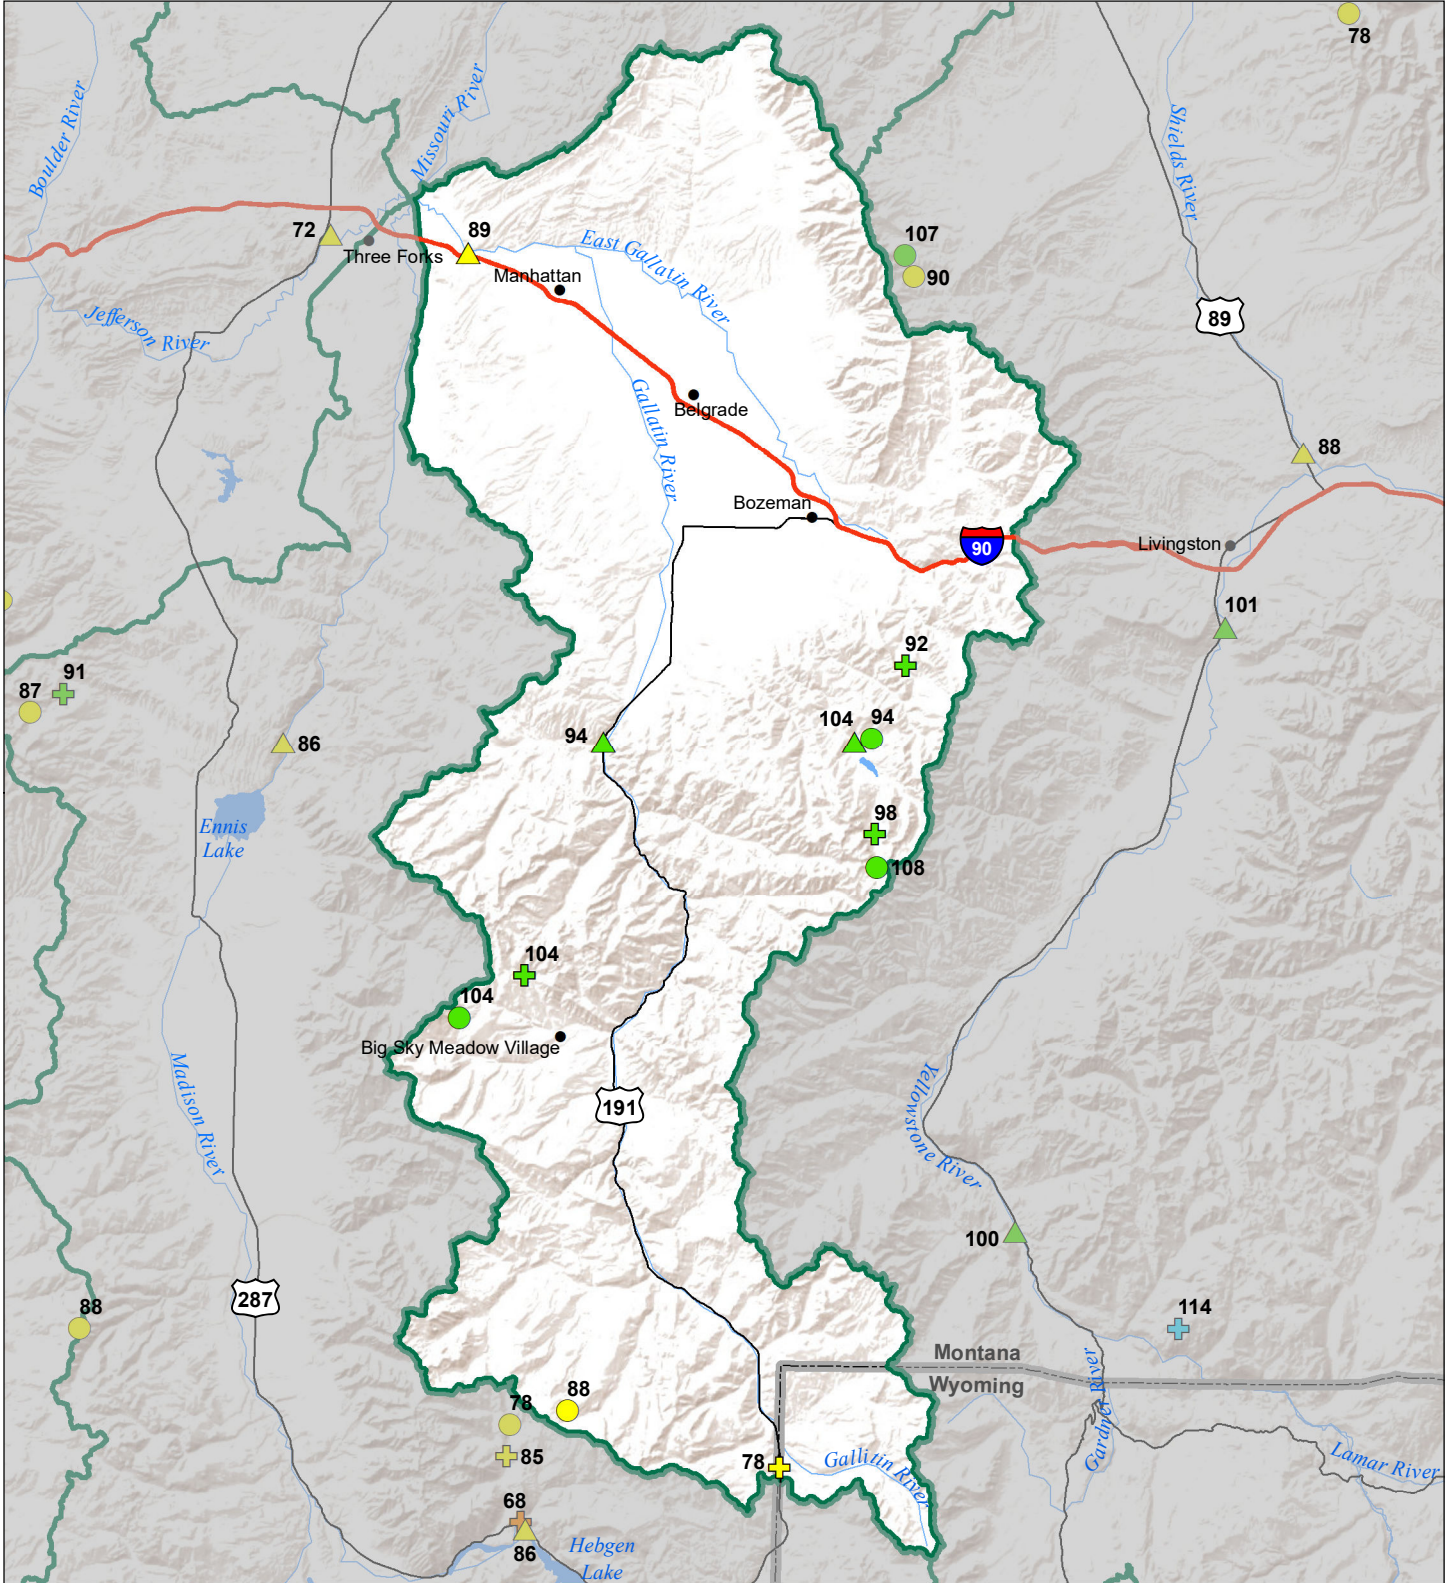 78
Boulder River
Missouri River
Shields River
72
89
Three Forks
Manhattan
East Gallatin River
107
90
89
Jefferson River
Gallatin River
Belgrade
88
Bozeman
90
Livingston
101
92
91
87
86
94
104
94
98
108
Ennis
Lake
104
104
Big Sky Meadow Village
Madison River
191
Yellowstone River
100
287
88
114
Montana
Wyoming
Gardner River
78
88
85
78
Gallitin River
Lamar River
68
86
Hebgen
Lake